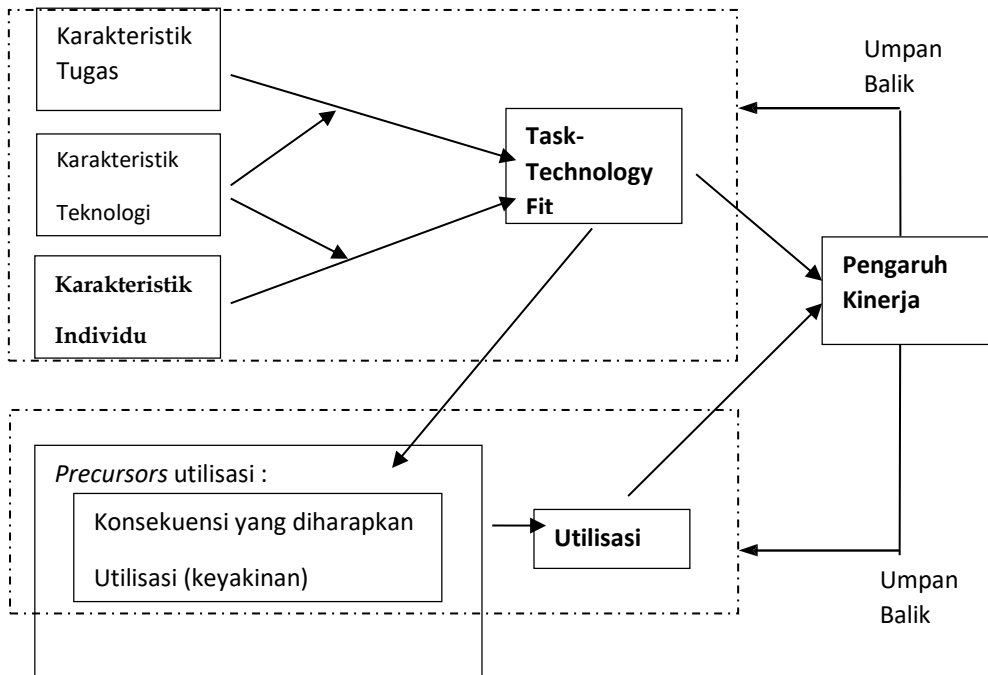 Karakteristik
Tugas
Karakteristik
Teknologi
Karakteristik
Individu
Task-
Technology
Fit
Umpan
Balik
Pengaruh
Kinerja
Precursors utilisasi :
Konsekuensi yang diharapkan
Utilisasi (keyakinan)
Utilisasi
Umpan
Balik